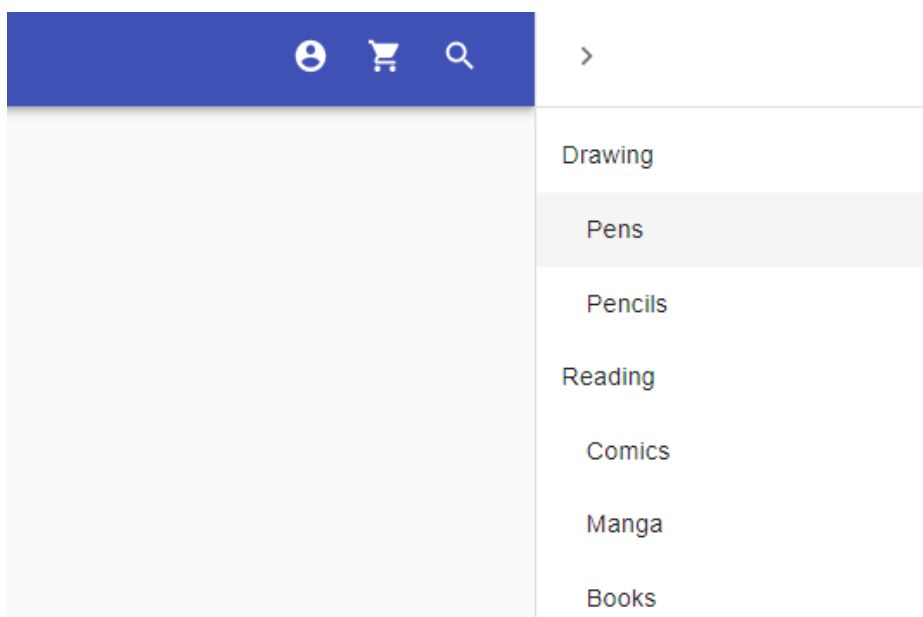 Drawing
Pens
Pencils
Reading
Comics
Manga
Books